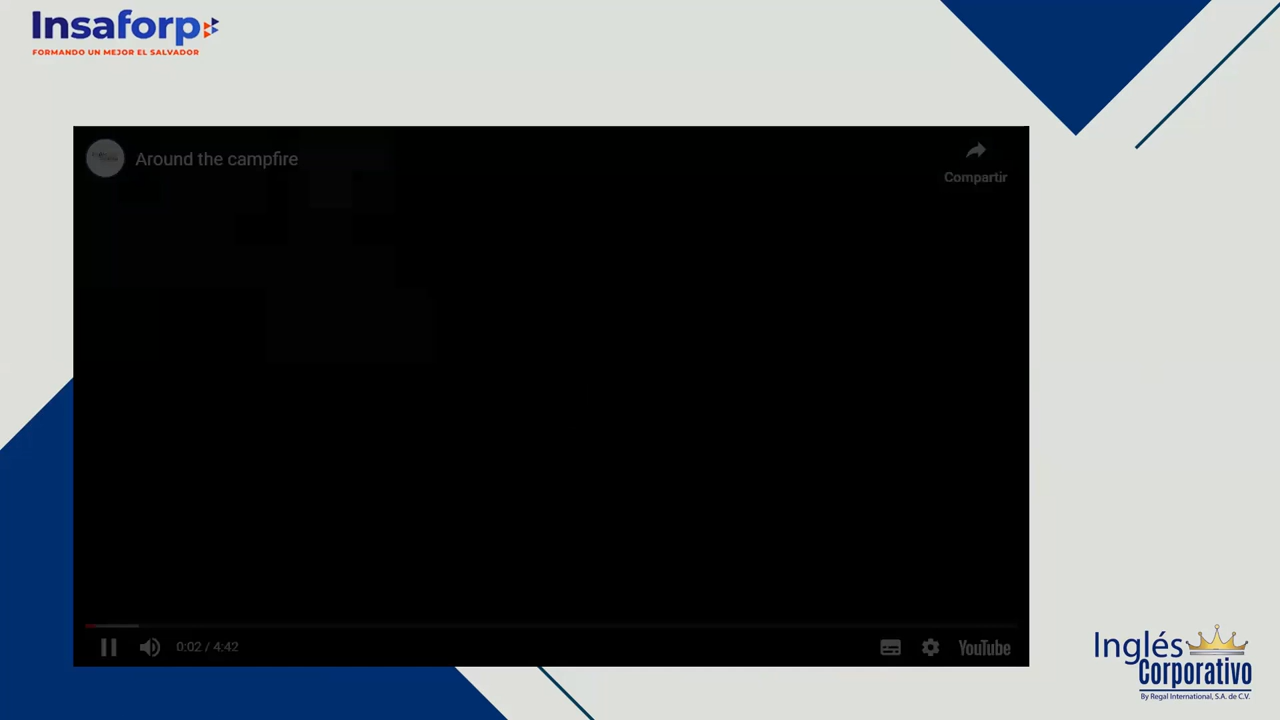 Insaforp
FORMANDO UN MEJOR EL SALVADOR
Around the campfire
Compartir
0:02 / 4:42
YouTube
Inglés
Corporativo
By Regal International, S.A. de C.V.